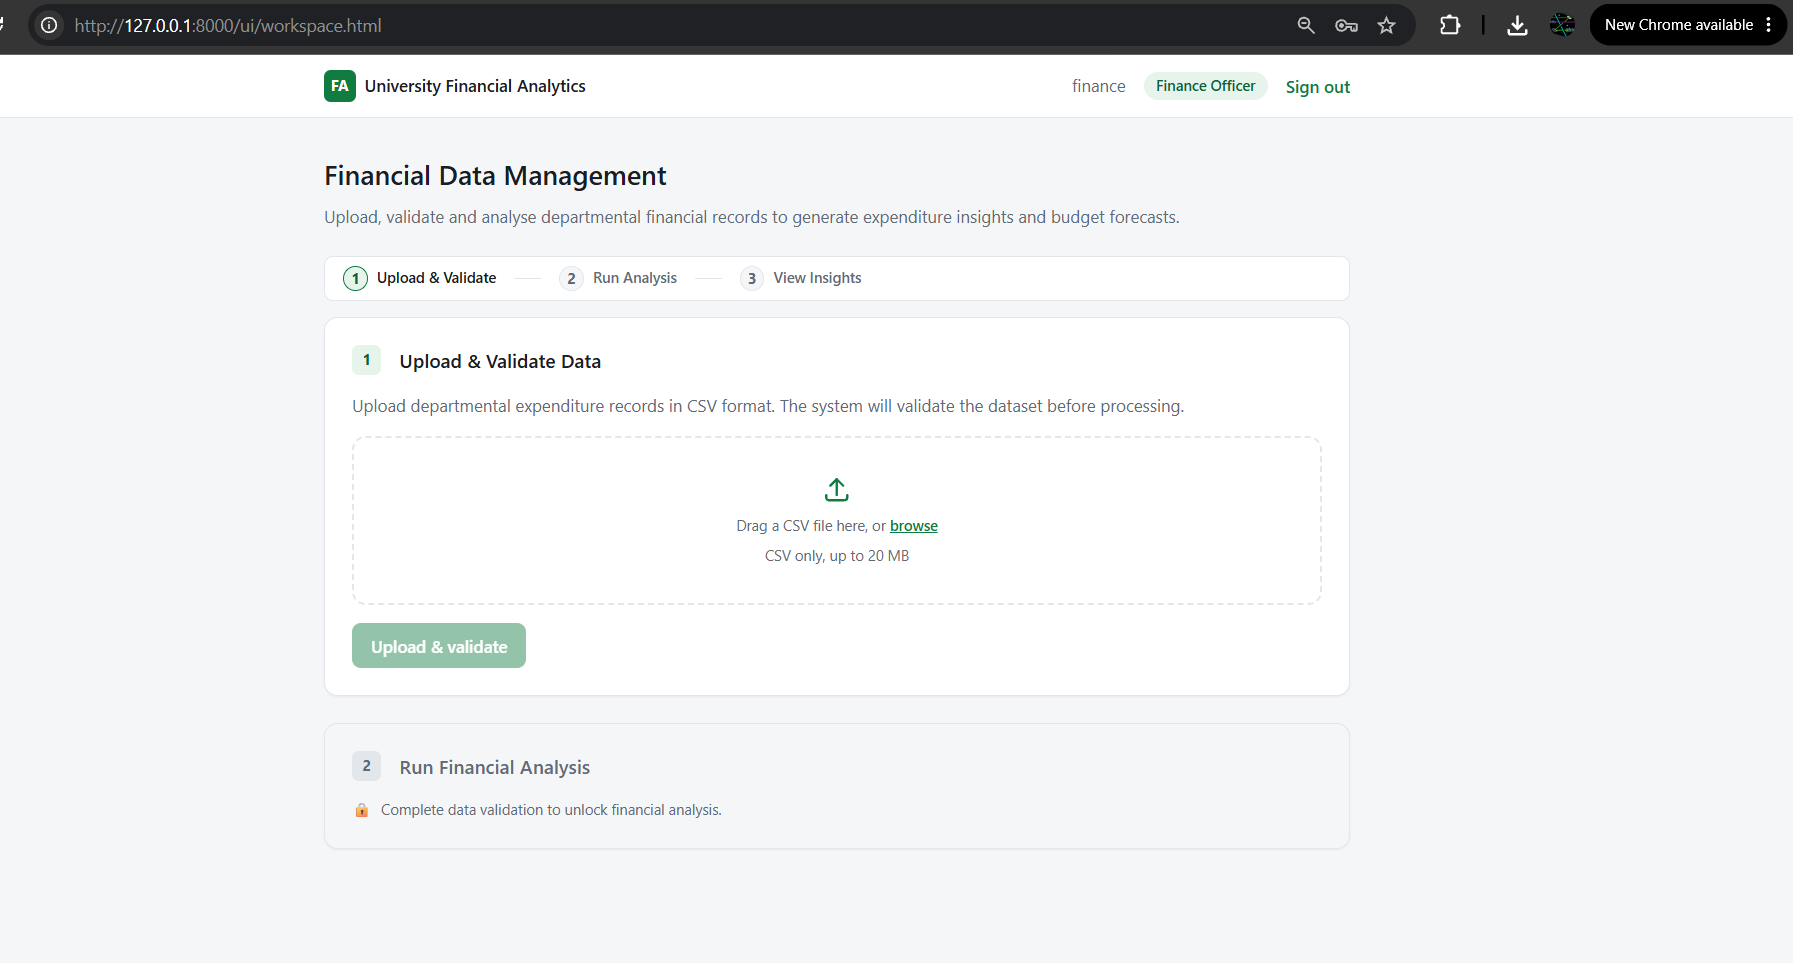 http://127.0.0.1:8000/ui/workspace.html
New Chrome available
FA University Financial Analytics
finance Finance Officer Sign out
Financial Data Management
Upload, validate and analyse departmental financial records to generate expenditure insights and budget forecasts.
1 Upload & Validate 2 Run Analysis 3 View Insights
1 Upload & Validate Data
Upload departmental expenditure records in CSV format. The system will validate the dataset before processing.
Drag a CSV file here, or browse
CSV only, up to 20 MB
Upload & validate
2 Run Financial Analysis
Complete data validation to unlock financial analysis.